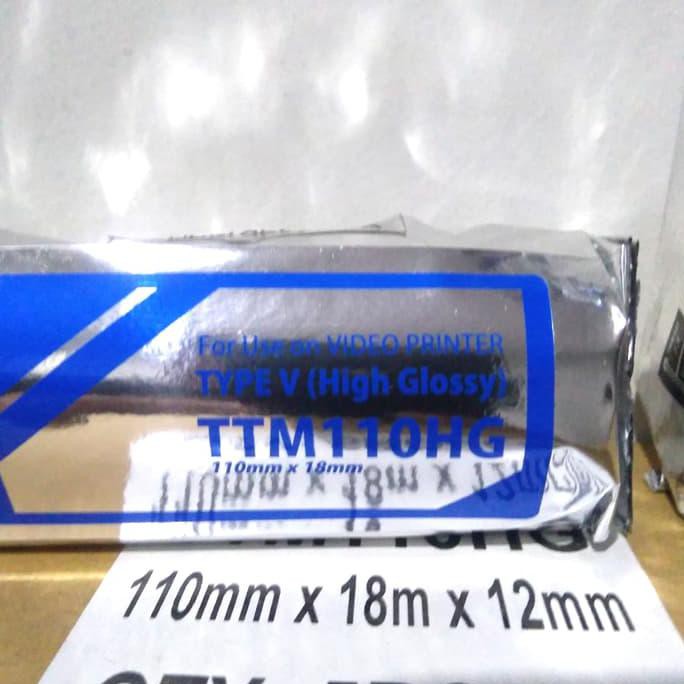 For Use on VIDEO PRINTER
TYPE V (High Glossy)
TTM110HG
110mm x 18mm
110mm x 18m x 12mm